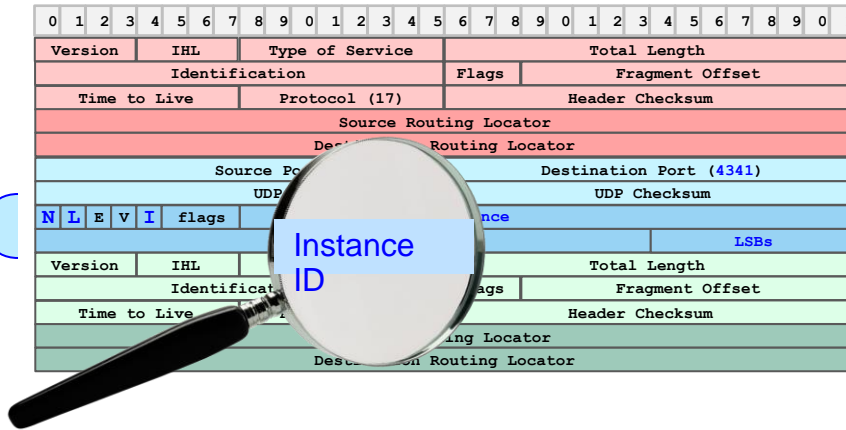 0 1 2 3 4 5 6 7 8 9 0 1 2 3 4 5 6 7 8 9 0 1 2 3 4 5 6 7 8 9 0
Version IHL Type of Service Total Length
Identification Flags Fragment Offset
Time to Live Protocol (17) Header Checksum
Source Routing Locator
Routing Locator
Source Destination Port (4341)
UDP UDP Checksum
N L E V I flags
Instance
ID
LSBs
Version IHL Total Length
Fragment Offset
Time to Live Header Checksum
Locator
Routing Locator